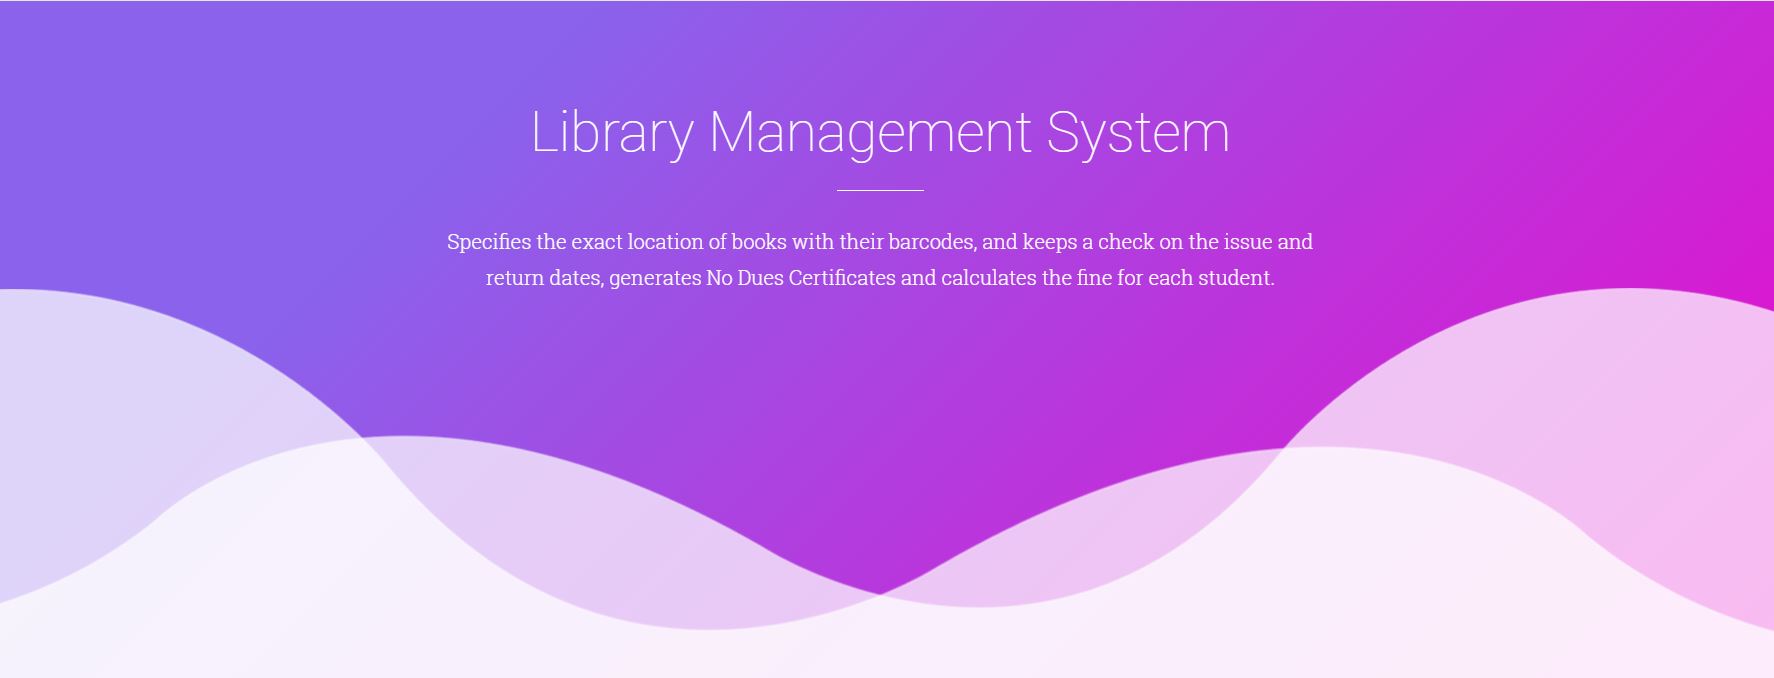 Library Management System
Specifies the exact location of books with their barcodes, and keeps a check on the issue and
return dates, generates No Dues Certificates and calculates the fine for each student.